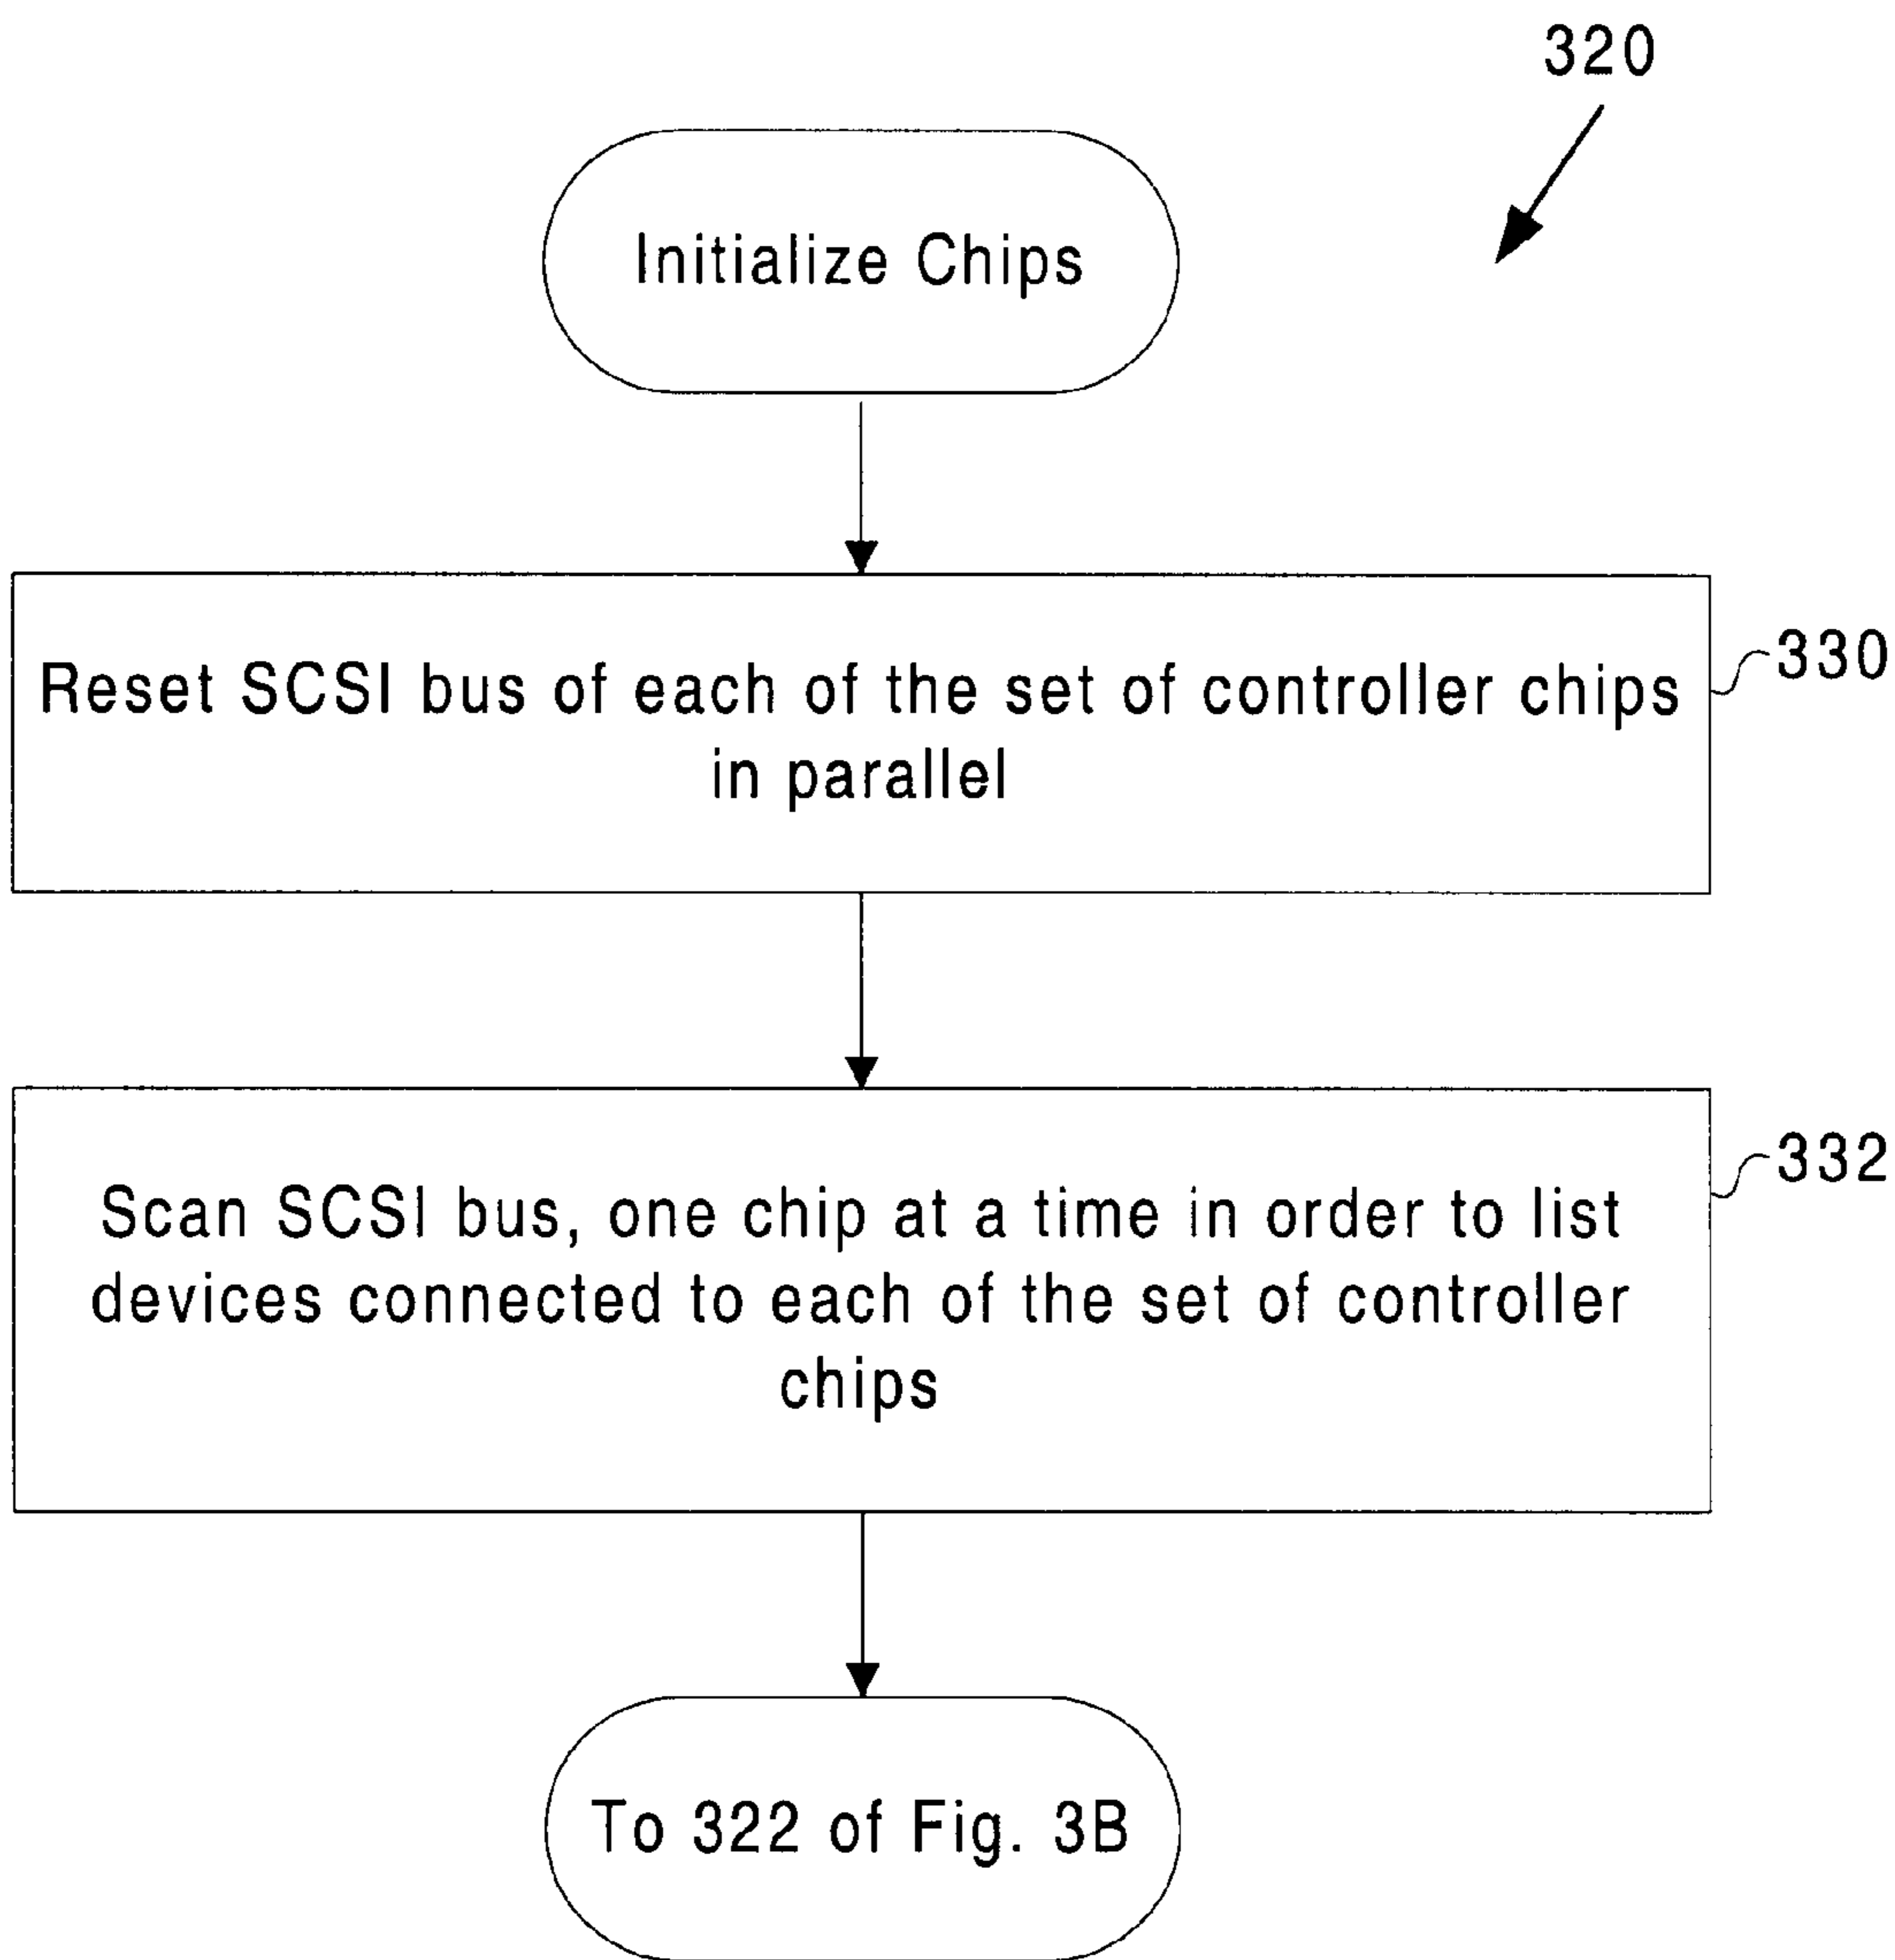 320
Initialize Chips
Reset SCSI bus of each of the set of controller chips
in parallel
330
Scan SCSI bus, one chip at a time in order to list
devices connected to each of the set of controller
chips
332
To 322 of Fig. 3B